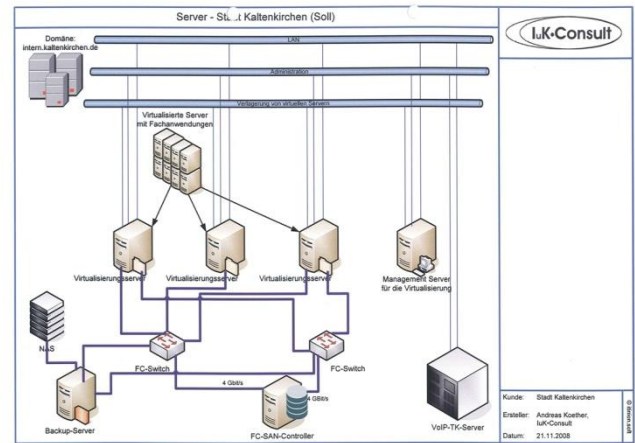 Server - Stadt Kaltenkirchen (Soll)
IuK-Consult
Domäne:
intern.kaltenkirchen.de
LAN
Administration
Verlagerung von virtuellen Servern
Virtualisierte Server
mit Fachanwendungen
Virtualisierungsserver
Virtualisierungsserver
Virtualisierungsserver
Management Server
für die Virtualisierung
NAS
FC-Switch
FC-Switch
4 Gbit/s
4 GBit/s
Backup-Server
FC-SAN-Controller
VoIP-TK-Server
Kunde: Stadt Kaltenkirchen
Ersteller: Andreas Koether,
IuK-Consult
Datum: 21.11.2008